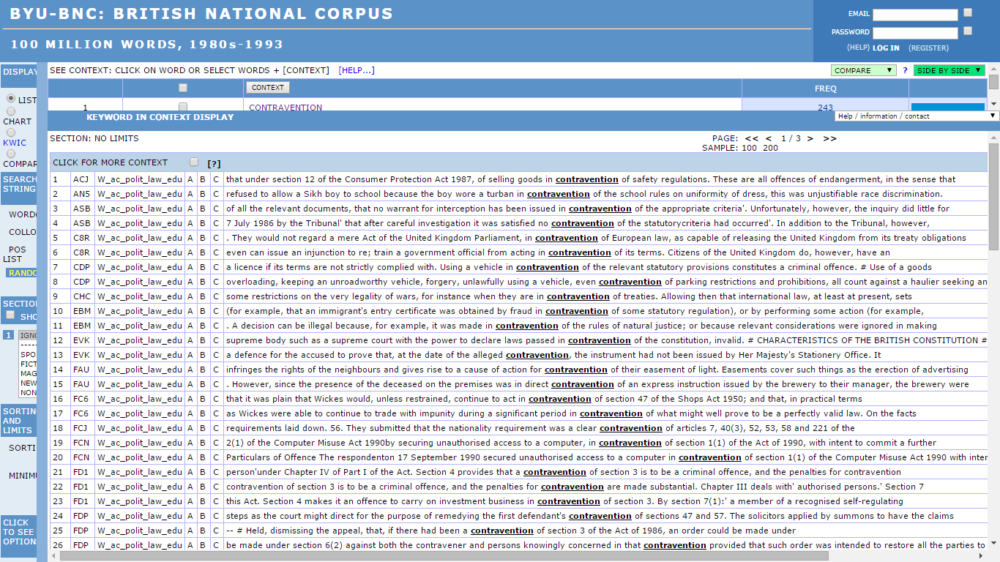 BYU-BNC: BRITISH NATIONAL CORPUS
100 MILLION WORDS, 1980s-1993
EMAIL
PASSWORD
(HELP) LOG IN (REGISTER)
DISPLAY
LIST
CHART
KWIC
COMPAR
SEARCH
STRING
WORD
COLLO
POS
LIST
RANDO
SECTION
SHO
1 IGNO
-----
SPO
FICT
MAG
NEW
NON
SORTIN
AND
LIMITS
SORTI
MINIMU
CLICK
TO SEE
OPTION
SEE CONTEXT: CLICK ON WORD OR SELECT WORDS + [CONTEXT] [HELP...]
COMPARE ? SIDE BY SIDE
CONTEXT FREQ
1 CONTRAVENTION 243
KEYWORD IN CONTEXT DISPLAY
Help / information / contact
SECTION: NO LIMITS
PAGE: << < 1 / 3 > >>
SAMPLE: 100 200
CLICK FOR MORE CONTEXT [?]
1 ACJ W_ac_polit_law_edu A B C that under section 12 of the Consumer Protection Act 1987, of selling goods in contravention of safety regulations. These are all offences of endangerment, in the sense that
2 AN5 W_ac_polit_law_edu A B C refused to allow a Sikh boy to school because the boy wore a turban in contravention of the school rules on uniformity of dress, this was unjustifiable race discrimination.
3 ASB W_ac_polit_law_edu A B C of all the relevant documents, that no warrant for interception has been issued in contravention of the appropriate criteria'. Unfortunately, however, the inquiry did little for
4 ASB W_ac_polit_law_edu A B C 7 July 1986 by the Tribunal' that after careful investigation it was satisfied no contravention of the statutorycriteria had occurred'. In addition to the Tribunal, however,
5 C8R W_ac_polit_law_edu A B C . They would not regard a mere Act of the United Kingdom Parliament, in contravention of European law, as capable of releasing the United Kingdom from its treaty obligations
6 C8R W_ac_polit_law_edu A B C even can issue an injunction to re; train a government official from acting in contravention of its terms. Citizens of the United Kingdom do, however, have an
7 CDP W_ac_polit_law_edu A B C a licence if its terms are not strictly complied with. Using a vehicle in contravention of the relevant statutory provisions constitutes a criminal offence. # Use of a goods
8 CDP W_ac_polit_law_edu A B C overloading, keeping an unroadworthy vehicle, forgery, unlawfully using a vehicle, even contravention of parking restrictions and prohibitions, all count against a haulier seeking an
9 CHC W_ac_polit_law_edu A B C some restrictions on the very legality of wars, for instance when they are in contravention of treaties. Allowing then that international law, at least at present, sets
10 EBM W_ac_polit_law_edu A B C (for example, that an immigrant's entry certificate was obtained by fraud in contravention of some statutory regulation), or by performing some action (for example,
11 EBM W_ac_polit_law_edu A B C . A decision can be illegal because, for example, it was made in contravention of the rules of natural justice; or because relevant considerations were ignored in making
12 EVK W_ac_polit_law_edu A B C supreme body such as a supreme court with the power to declare laws passed in contravention of the constitution, invalid. # CHARACTERISTICS OF THE BRITISH CONSTITUTION #
13 EVK W_ac_polit_law_edu A B C a defence for the accused to prove that, at the date of the alleged contravention, the instrument had not been issued by Her Majesty's Stationery Office. It
14 FAU W_ac_polit_law_edu A B C infringes the rights of the neighbours and gives rise to a cause of action for contravention of their easement of light. Easements cover such things as the erection of advertising
15 FAU W_ac_polit_law_edu A B C . However, since the presence of the deceased on the premises was in direct contravention of an express instruction issued by the brewery to their manager, the brewery were
16 FC6 W_ac_polit_law_edu A B C that it was plain that Wickes would, unless restrained, continue to act in contravention of section 47 of the Shops Act 1950; and that, in practical terms
17 FC6 W_ac_polit_law_edu A B C as Wickes were able to continue to trade with impunity during a significant period in contravention of what might well prove to be a perfectly valid law. On the facts
18 FCJ W_ac_polit_law_edu A B C requirements laid down. 56. They submitted that the nationality requirement was a clear contravention of articles 7, 40(3), 52, 53, 58 and 221 of the
19 FCN W_ac_polit_law_edu A B C 2(1) of the Computer Misuse Act 1990by securing unauthorised access to a computer, in contravention of section 1(1) of the Act of 1990, with intent to commit a further
20 FCN W_ac_polit_law_edu A B C Particulars of Offence The respondenton 17 September 1990 secured unauthorised access to a computer in contravention of section 1(1) of the Computer Misuse Act 1990 with inter
21 FD1 W_ac_polit_law_edu A B C person'under Chapter IV of Part I of the Act. Section 4 provides that a contravention of section 3 is to be a criminal offence, and the penalties for contravention
22 FD1 W_ac_polit_law_edu A B C contravention of section 3 is to be a criminal offence, and the penalties for contravention are made substantial. Chapter III deals with' authorised persons.' Section 7
23 FD1 W_ac_polit_law_edu A B C this Act. Section 4 makes it an offence to carry on investment business in contravention of section 3. By section 7(1):' a member of a recognised self-regulating
24 FDP W_ac_polit_law_edu A B C steps as the court might direct for the purpose of remedying the first defendant's contravention of sections 47 and 57. The solicitors applied by summons to have the claims
25 FDP W_ac_polit_law_edu A B C -- # Held, dismissing the appeal, that, if there had been a contravention of section 3 of the Act of 1986, an order could be made under
26 FDP W_ac_polit_law_edu A B C be made under section 6(2) against both the contravener and persons knowingly concerned in that contravention provided that such order was intended to restore all the parties to